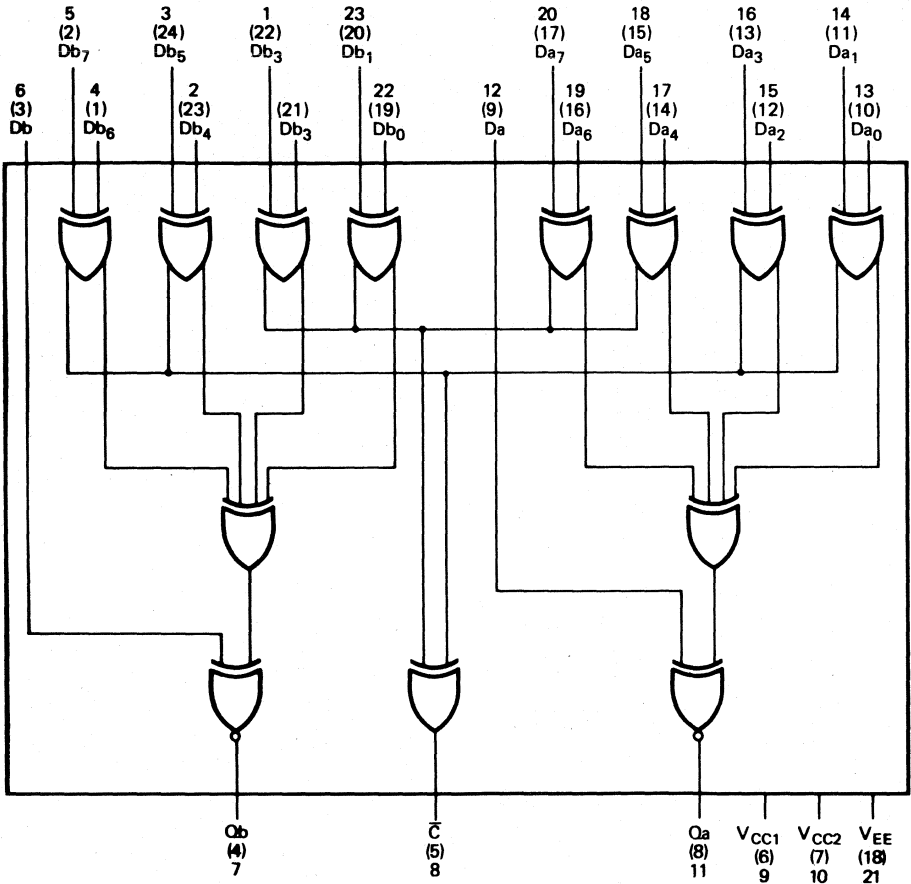 5 3 1 23 20 18 16 14
(2) (24) (22) (20) (17) (15) (13) (11)
Db7 Db5 Db3 Db1 Da7 Da5 Da3 Da1
6 4 2 22 12 19 17 15 13
(3) (1) (23) (21) (19) (9) (16) (14) (12) (10)
Db Db6 Db4 Db3 Db0 Da Da6 Da4 Da2 Da0
Qb C̅ Qa VCC1 VCC2 VEE
(4) (5) (8) (6) (7) (18)
7 8 11 9 10 21